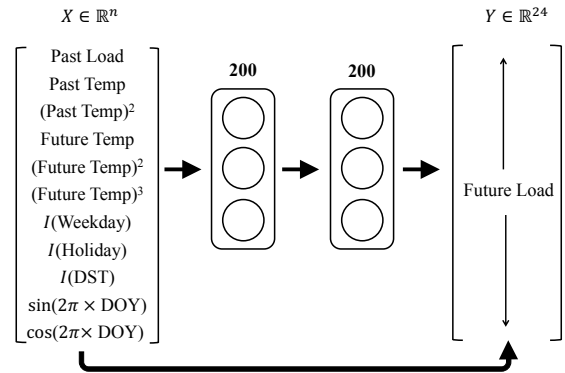 X ∈ ℝⁿ
Y ∈ ℝ²⁴
Past Load
Past Temp
(Past Temp)²
Future Temp
(Future Temp)²
(Future Temp)³
I(Weekday)
I(Holiday)
I(DST)
sin(2π × DOY)
cos(2π× DOY)
200
200
Future Load